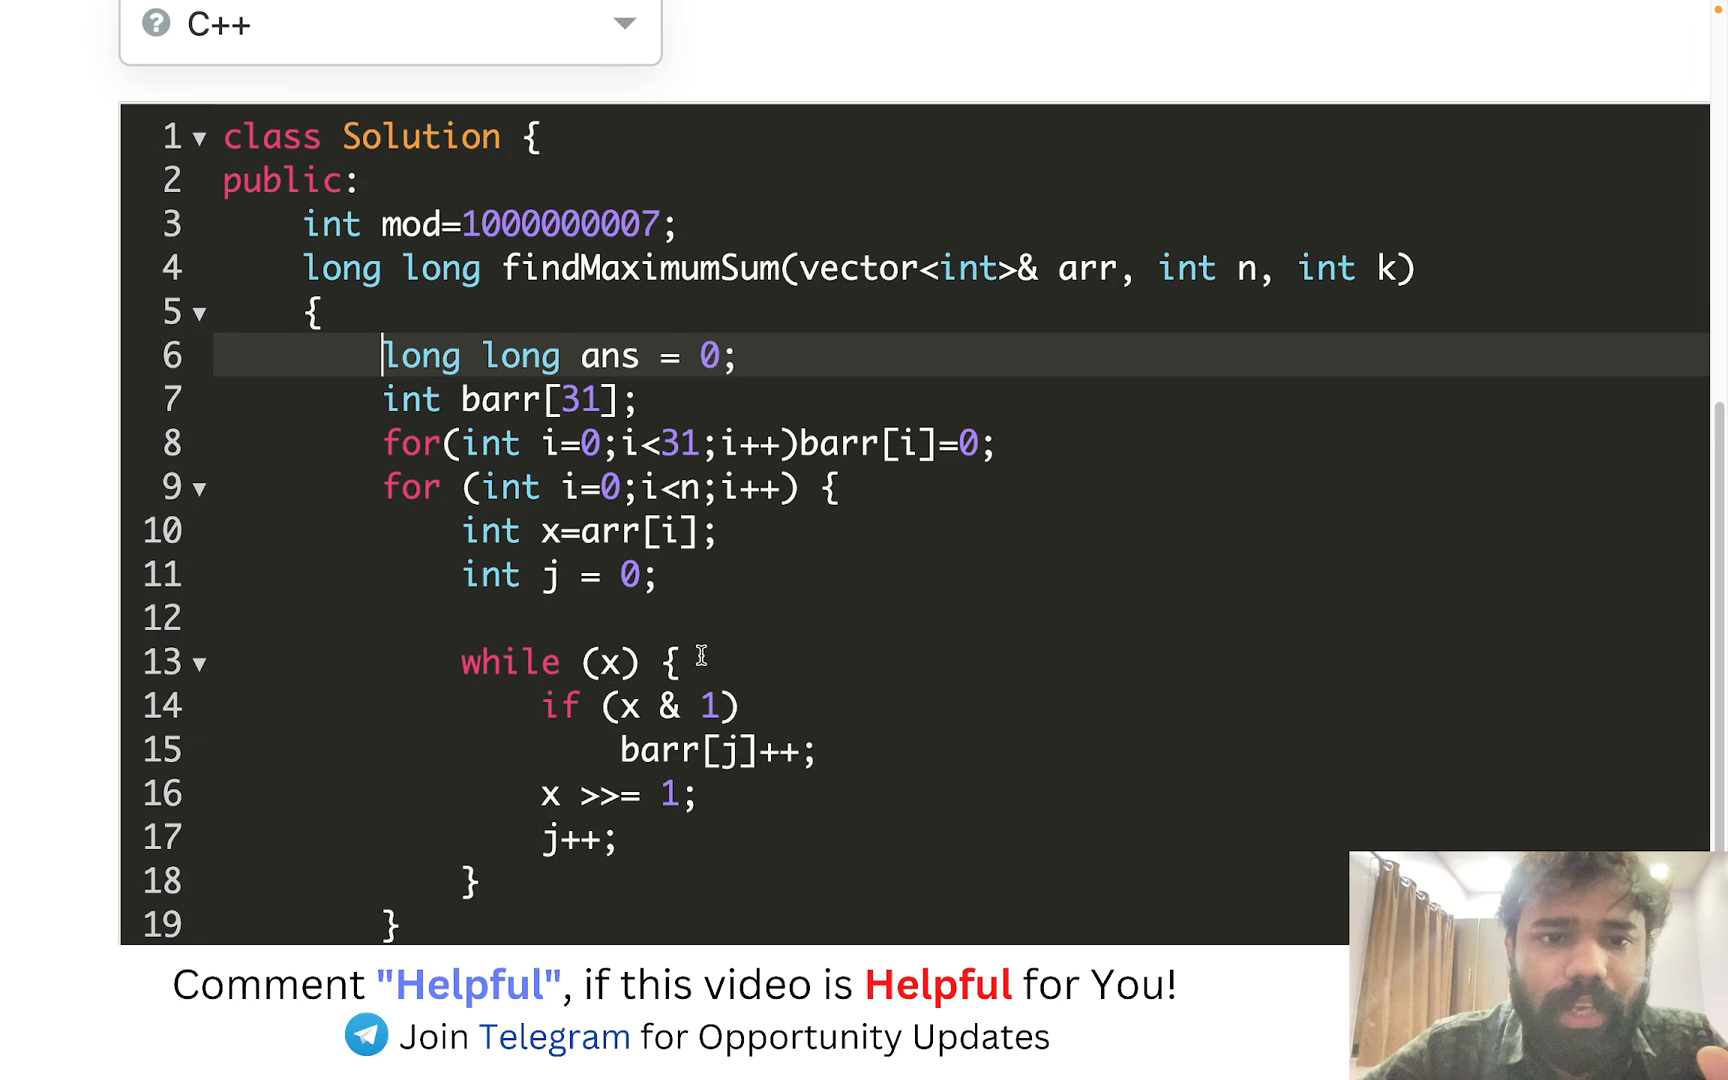 C++
1 class Solution {
2 public:
3 int mod=1000000007;
4 long long findMaximumSum(vector<int>& arr, int n, int k)
5 {
6 long long ans = 0;
7 int barr[31];
8 for(int i=0;i<31;i++)barr[i]=0;
9 for (int i=0;i<n;i++) {
10 int x=arr[i];
11 int j = 0;
12
13 while (x) {
14 if (x & 1)
15 barr[j]++;
16 x >>= 1;
17 j++;
18 }
19 }
Comment "Helpful", if this video is Helpful for You!
Join Telegram for Opportunity Updates